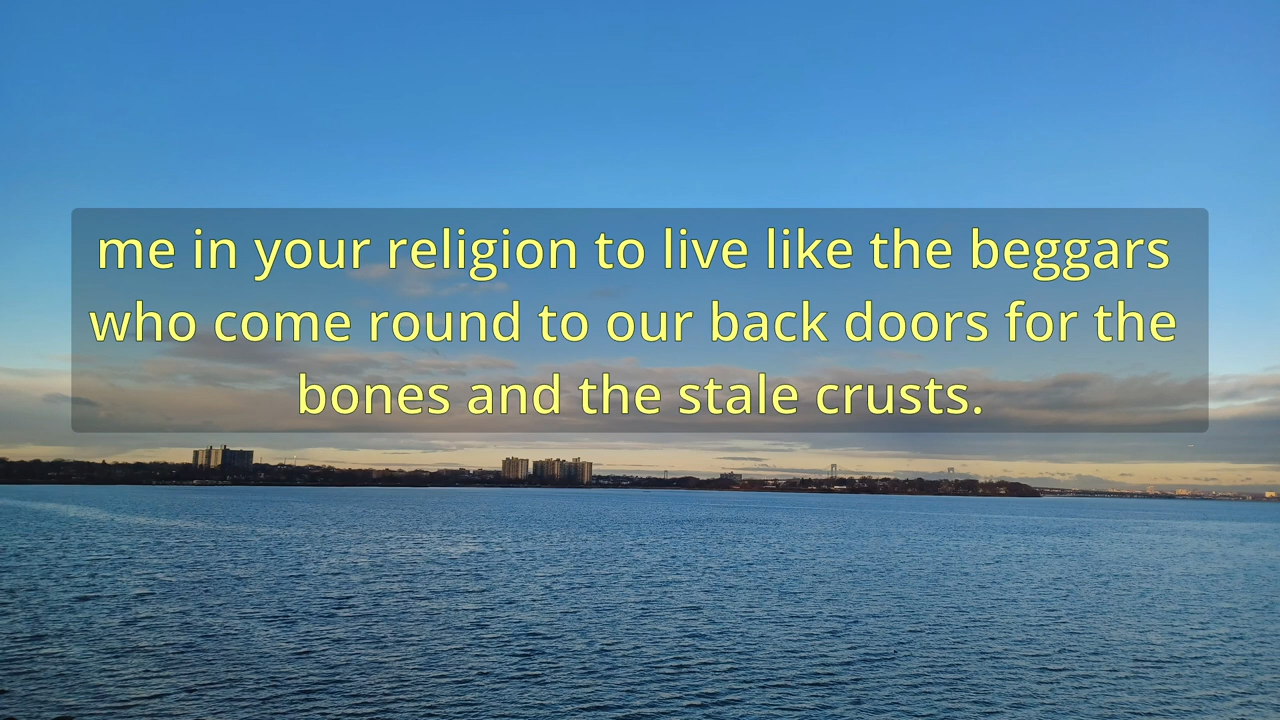 me in your religion to live like the beggars
who come round to our back doors for the
bones and the stale crusts.